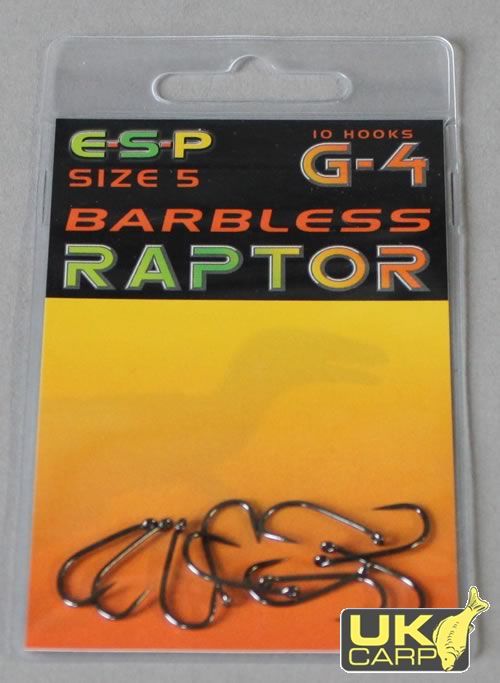 E-S-P
10 HOOKS
SIZE 5
G-4
BARBLESS
RAPTOR
UK
CARP